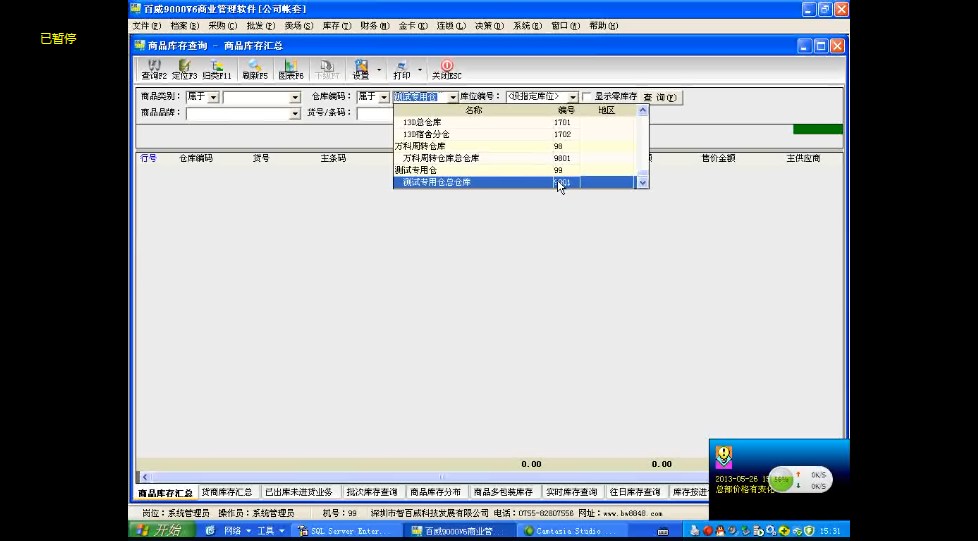 百威9000V6商业管理软件[公司帐套]
已暂停
文件(F) 档案(B) 采购(C) 批发(P) 卖场(S) 库存(T) 财务(M) 金卡(K) 连锁(L) 决策(D) 系统(E) 窗口(W) 帮助(H)
商品库存查询 - 商品库存汇总
查询F2 定位F3 归类F11 刷新F5 图表F6 下级F7 设置 打印 关闭ESC
商品类别: 属于 仓库编码: 属于 测试专用仓 库位编号: <没指定库位> 显示零库存 查 询(F)
商品品牌: 货号/条码:
名称 编号 地区
13D总仓库 1701
13D宿舍分仓 1702
万科周转仓库 98
万科周转仓库总仓库 9801
测试专用仓 99
测试专用仓总仓库
行号 仓库编码 货号 主条码 售价金额 主供应商
0.00 0.00
商品库存汇总 货商库存汇总 已出库未进货业务 批次库存查询 商品库存分布 商品多包装库存 实时库存查询 往日库存查询 库存按进
2013-05-26
总部价格有变化
0K/S
0K/S
岗位: 系统管理员 操作员: 系统管理员 机号: 99 深圳市智百威科技发展有限公司 电话: 0755-82807558 网址: www.bw8848.com
开始 网络 工具 SQL Server Enter... 百威9000V6商业管... Camtasia Studio ... 15:31